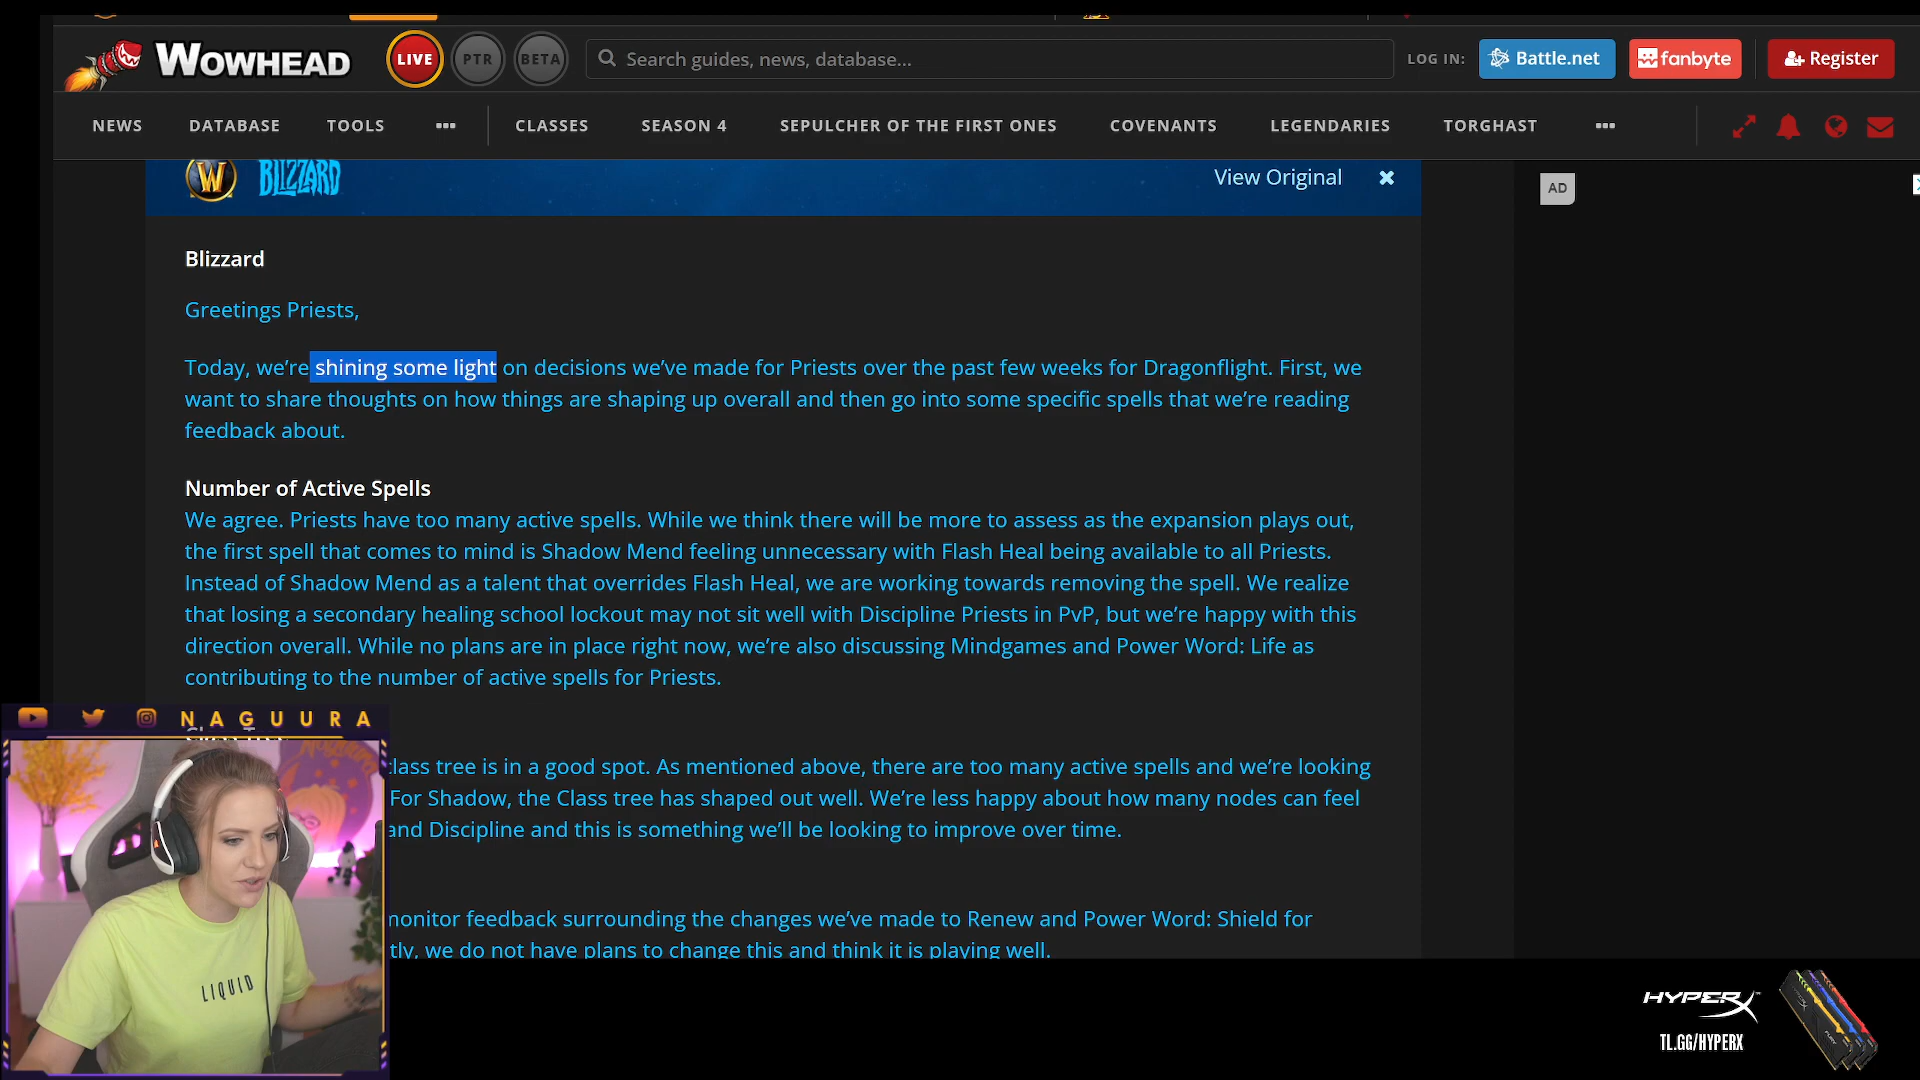 WOWHEAD
LIVE
PTR
BETA
Search guides, news, database...
LOG IN:
Battle.net
fanbyte
Register
NEWS
DATABASE
TOOLS
•••
CLASSES
SEASON 4
SEPULCHER OF THE FIRST ONES
COVENANTS
LEGENDARIES
TORGHAST
•••
W
BLIZZARD
View Original
AD
Blizzard
Greetings Priests,
Today, we’re shining some light on decisions we’ve made for Priests over the past few weeks for Dragonflight. First, we
want to share thoughts on how things are shaping up overall and then go into some specific spells that we’re reading
feedback about.
Number of Active Spells
We agree. Priests have too many active spells. While we think there will be more to assess as the expansion plays out,
the first spell that comes to mind is Shadow Mend feeling unnecessary with Flash Heal being available to all Priests.
Instead of Shadow Mend as a talent that overrides Flash Heal, we are working towards removing the spell. We realize
that losing a secondary healing school lockout may not sit well with Discipline Priests in PvP, but we’re happy with this
direction overall. While no plans are in place right now, we’re also discussing Mindgames and Power Word: Life as
contributing to the number of active spells for Priests.
class tree is in a good spot. As mentioned above, there are too many active spells and we’re looking
For Shadow, the Class tree has shaped out well. We’re less happy about how many nodes can feel
and Discipline and this is something we’ll be looking to improve over time.
monitor feedback surrounding the changes we’ve made to Renew and Power Word: Shield for
tly, we do not have plans to change this and think it is playing well.
NAGUURA
LIQUID
HYPERX
TL.GG/HYPERX